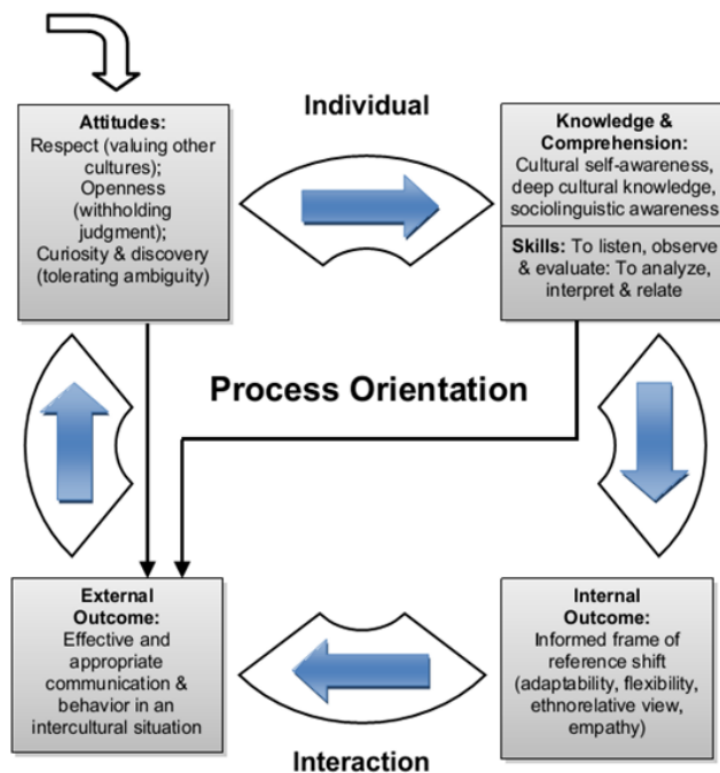 Individual
Attitudes:
Respect (valuing other
cultures);
Openness
(withholding
judgment);
Curiosity & discovery
(tolerating ambiguity)
Knowledge &
Comprehension:
Cultural self-awareness,
deep cultural knowledge,
sociolinguistic awareness
Skills: To listen, observe
& evaluate: To analyze,
interpret & relate
Process Orientation
External
Outcome:
Effective and
appropriate
communication &
behavior in an
intercultural situation
Internal
Outcome:
Informed frame of
reference shift
(adaptability, flexibility,
ethnorelative view,
empathy)
Interaction